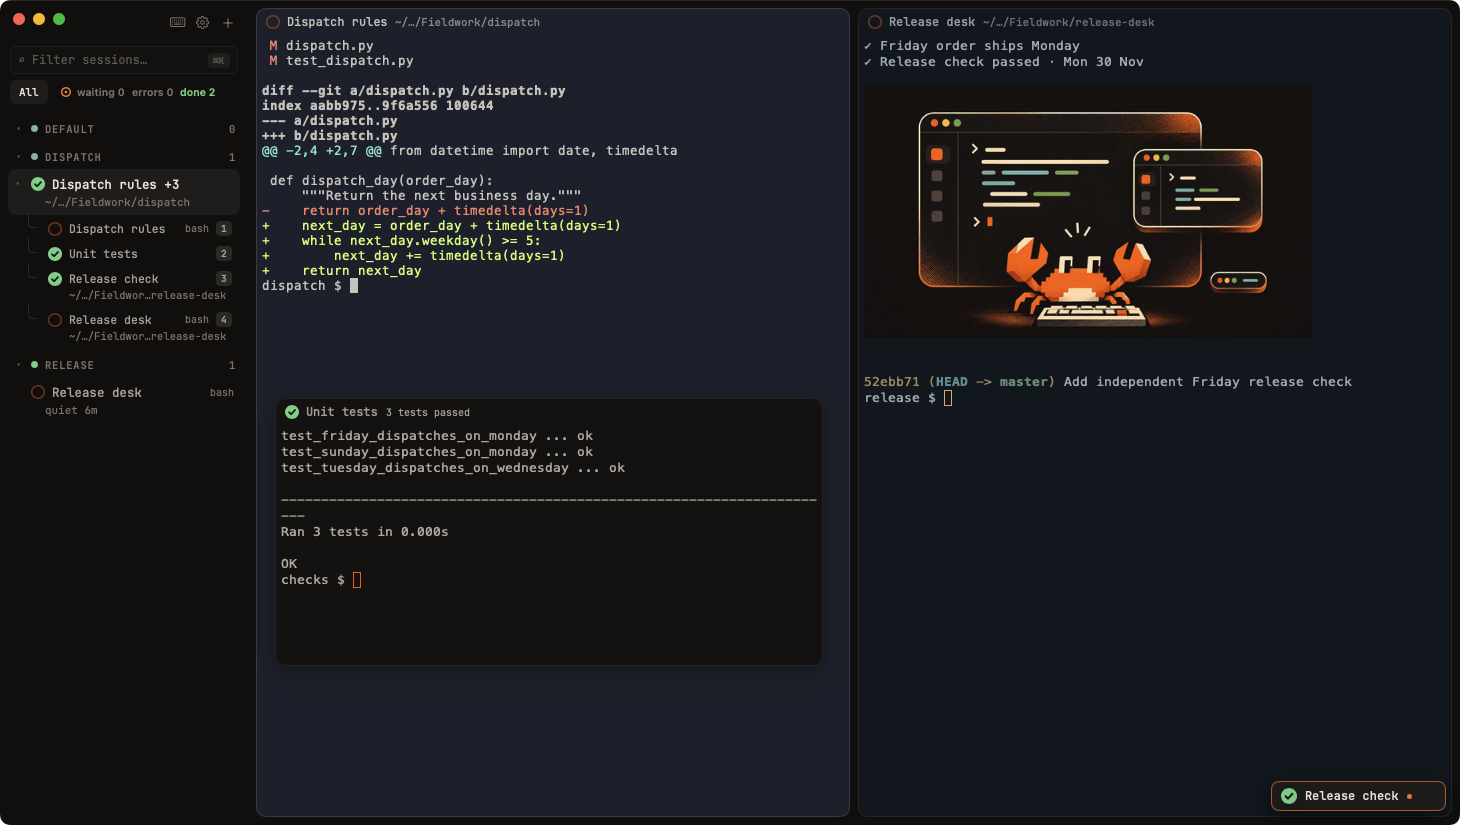 Filter sessions…
⌘K
All
waiting 0 errors 0 done 2
DEFAULT 0
DISPATCH 1
Dispatch rules +3
~/…/Fieldwork/dispatch
Dispatch rules bash 1
Unit tests 2
Release check 3
~/…/Fieldwor…release-desk
Release desk bash 4
~/…/Fieldwor…release-desk
RELEASE 1
Release desk bash
quiet 6m
Dispatch rules ~/…/Fieldwork/dispatch
M dispatch.py
M test_dispatch.py
diff --git a/dispatch.py b/dispatch.py
index aabb975..9f6a556 100644
--- a/dispatch.py
+++ b/dispatch.py
@@ -2,4 +2,7 @@ from datetime import date, timedelta
def dispatch_day(order_day):
"""Return the next business day."""
-    return order_day + timedelta(days=1)
+    next_day = order_day + timedelta(days=1)
+    while next_day.weekday() >= 5:
+        next_day += timedelta(days=1)
+    return next_day
dispatch $
Unit tests 3 tests passed
test_friday_dispatches_on_monday ... ok
test_sunday_dispatches_on_monday ... ok
test_tuesday_dispatches_on_wednesday ... ok
-------------------------------------------------------------------
---
Ran 3 tests in 0.000s
OK
checks $
Release desk ~/…/Fieldwork/release-desk
✓ Friday order ships Monday
✓ Release check passed · Mon 30 Nov
52ebb71 (HEAD -> master) Add independent Friday release check
release $
Release check